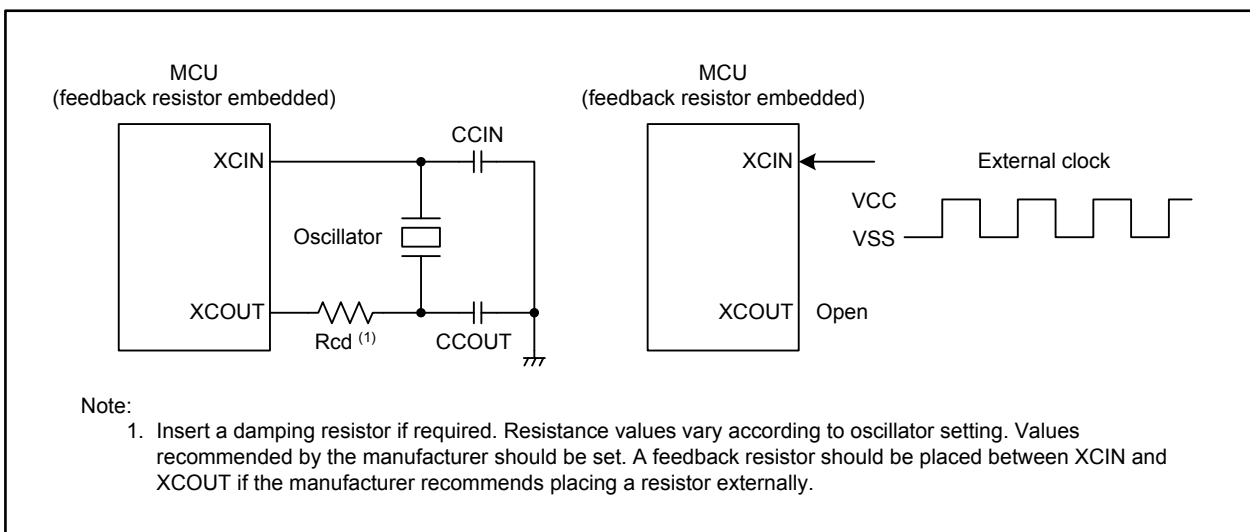 MCU
(feedback resistor embedded)
XCIN
CCIN
Oscillator
XCOUT
Rcd (1)
CCOUT
MCU
(feedback resistor embedded)
XCIN
External clock
VCC
VSS
XCOUT
Open
Note:
1. Insert a damping resistor if required. Resistance values vary according to oscillator setting. Values
recommended by the manufacturer should be set. A feedback resistor should be placed between XCIN and
XCOUT if the manufacturer recommends placing a resistor externally.